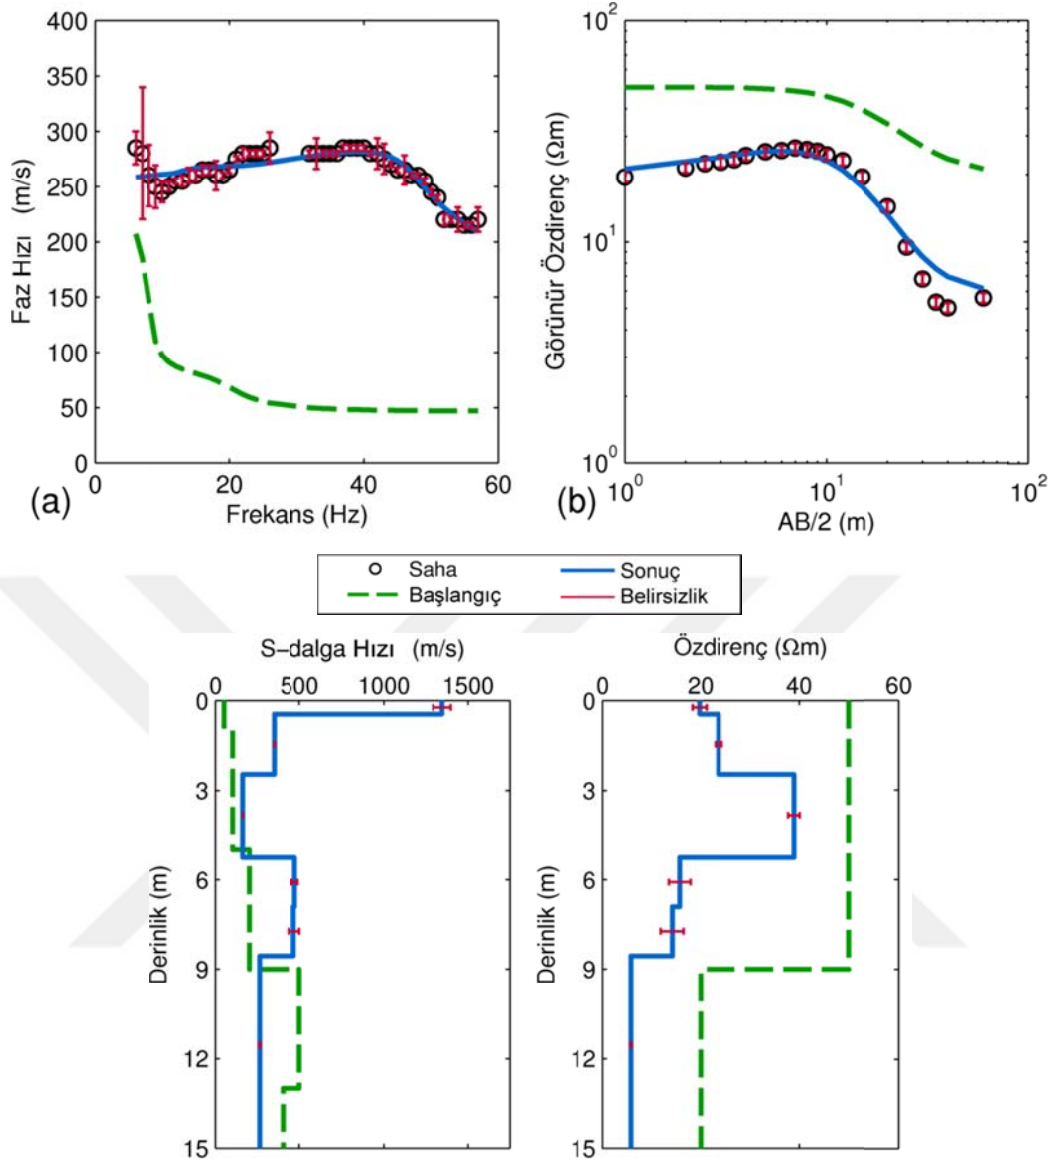 400
350
300
250
200
150
100
50
0
0 20 40 60
Faz Hızı (m/s)
Frekans (Hz)
(a)
10²
10¹
10⁰
10⁰ 10¹ 10²
Görünür Özdirenç (Ωm)
AB/2 (m)
(b)
Saha Sonuç
Başlangıç Belirsizlik
S–dalga Hızı (m/s)
0 500 1000 1500
0
3
6
9
12
15
Derinlik (m)
Özdirenç (Ωm)
0 20 40 60
0
3
6
9
12
15
Derinlik (m)